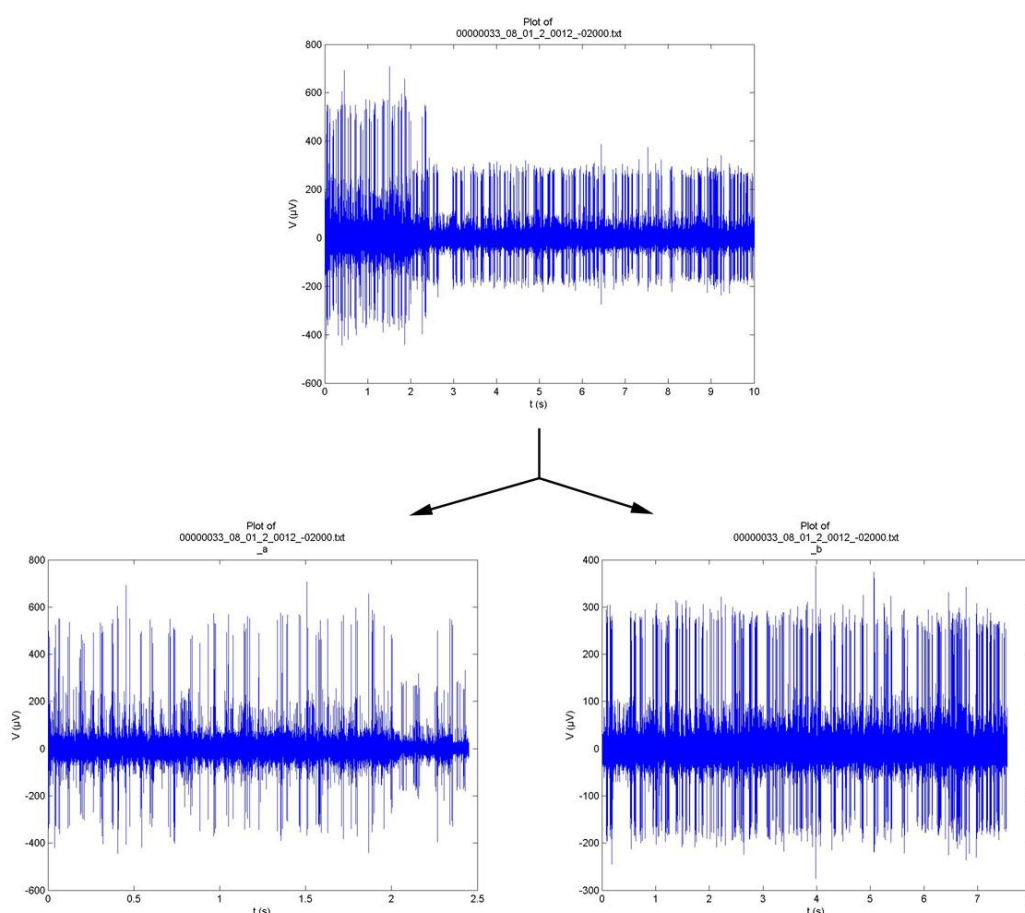 Plot of
00000033_08_01_2_0012_-02000.txt
800
600
400
200
0
-200
-400
-600
V (µV)
0 1 2 3 4 5 6 7 8 9 10
t (s)
Plot of
00000033_08_01_2_0012_-02000.txt
_a
800
600
400
200
0
-200
-400
-600
V (µV)
0 0.5 1 1.5 2 2.5
t (s)
Plot of
00000033_08_01_2_0012_-02000.txt
_b
400
300
200
100
0
-100
-200
-300
V (µV)
0 1 2 3 4 5 6 7
t (s)